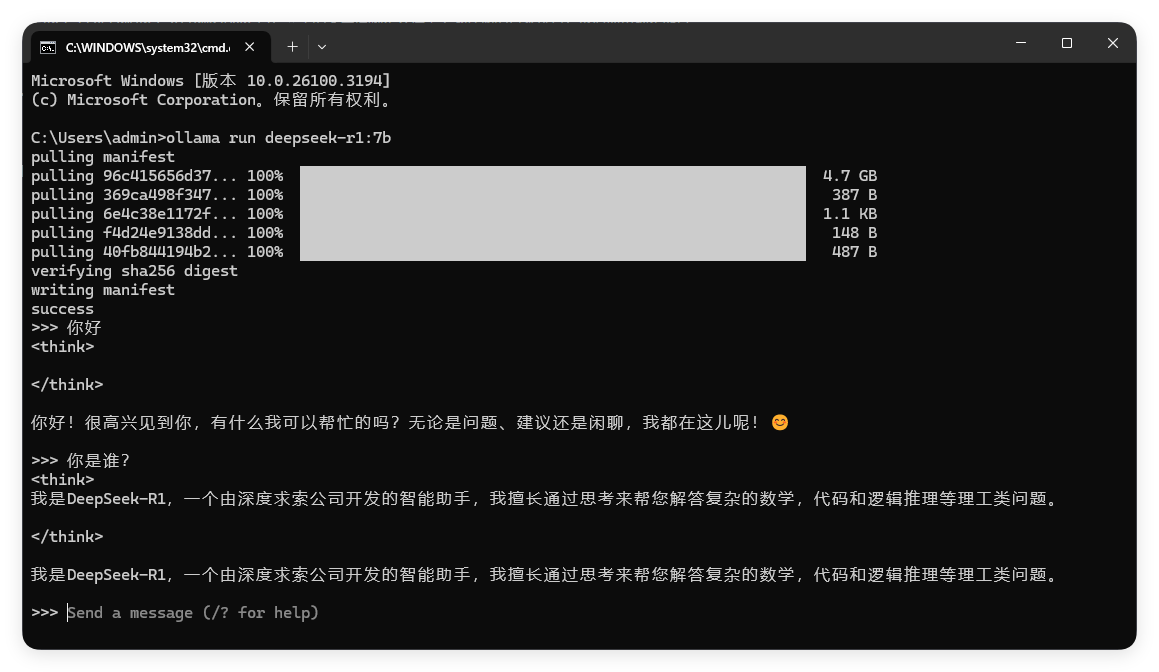 C:\WINDOWS\system32\cmd.
Microsoft Windows [版本 10.0.26100.3194]
(c) Microsoft Corporation。保留所有权利。
C:\Users\admin>ollama run deepseek-r1:7b
pulling manifest
pulling 96c415656d37... 100% 4.7 GB
pulling 369ca498f347... 100% 387 B
pulling 6e4c38e1172f... 100% 1.1 KB
pulling f4d24e9138dd... 100% 148 B
pulling 40fb844194b2... 100% 487 B
verifying sha256 digest
writing manifest
success
>>> 你好
<think>
</think>
你好！很高兴见到你，有什么我可以帮忙的吗？无论是问题、建议还是闲聊，我都在这儿呢！😊
>>> 你是谁？
<think>
我是DeepSeek-R1，一个由深度求索公司开发的智能助手，我擅长通过思考来帮您解答复杂的数学，代码和逻辑推理等理工类问题。
</think>
我是DeepSeek-R1，一个由深度求索公司开发的智能助手，我擅长通过思考来帮您解答复杂的数学，代码和逻辑推理等理工类问题。
>>> Send a message (/? for help)